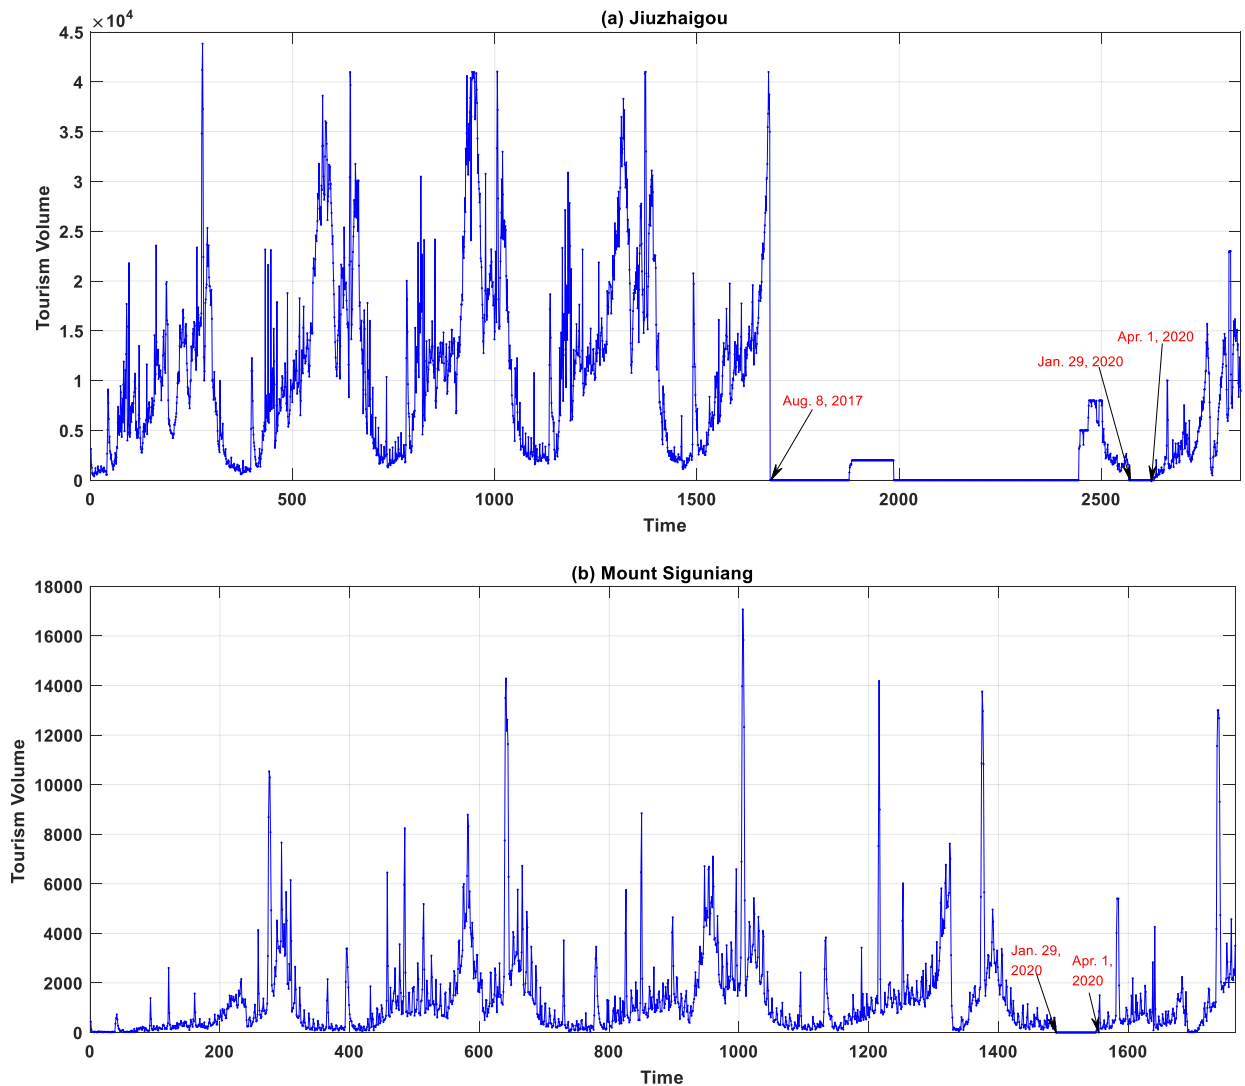 (a) Jiuzhaigou
×10⁴
4.5
4
3.5
3
2.5
2
1.5
1
0.5
0
Tourism Volume
Apr. 1, 2020
Jan. 29, 2020
Aug. 8, 2017
0 500 1000 1500 2000 2500
Time
(b) Mount Siguniang
18000
16000
14000
12000
10000
8000
6000
4000
2000
0
Tourism Volume
Jan. 29,
2020
Apr. 1,
2020
0 200 400 600 800 1000 1200 1400 1600
Time